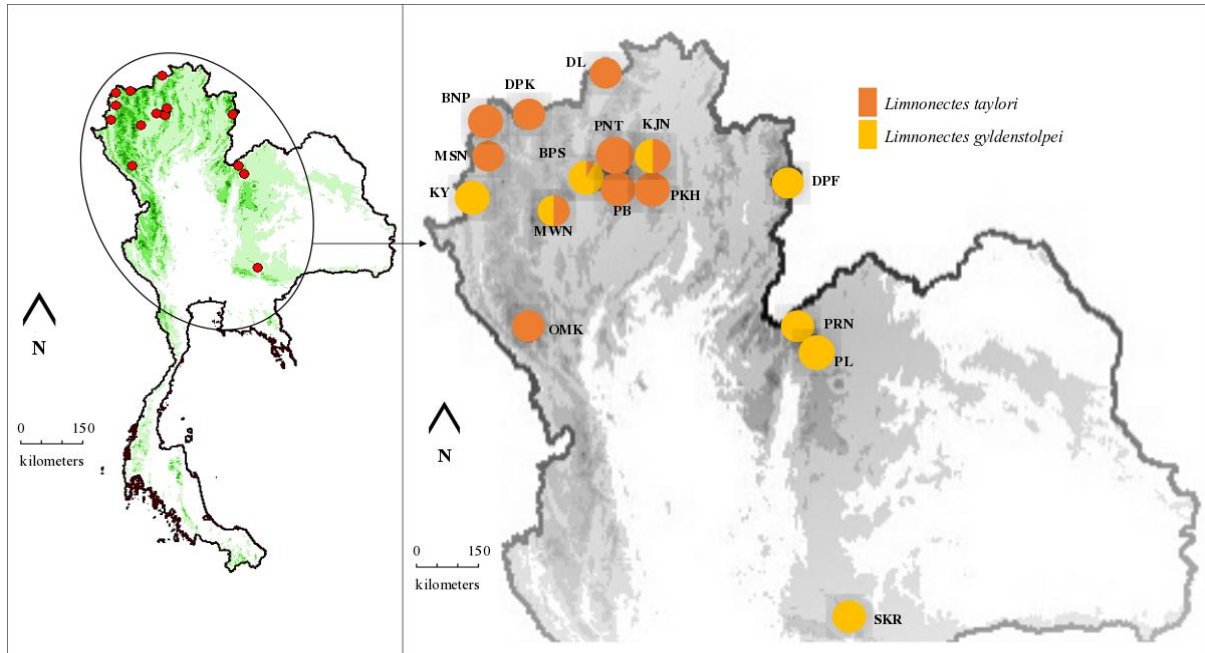 N
0 150
kilometers
DL
DPK
BNP
PNT
KJN
MSN
BPS
KY
DPF
PB
PKH
MWN
OMK
PRN
PL
SKR
Limnonectes taylori
Limnonectes gyldenstolpei
N
0 150
kilometers